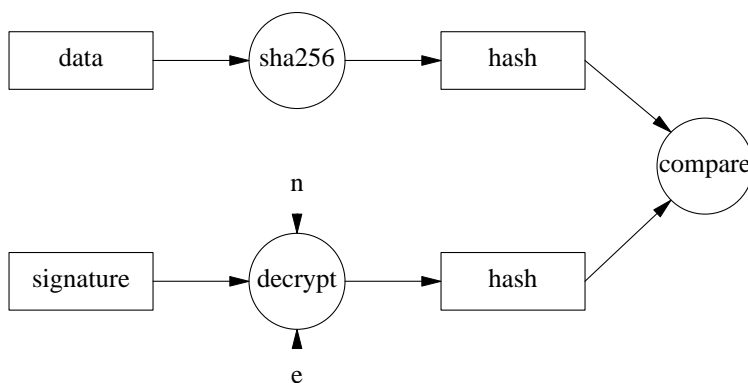 data
sha256
hash
compare
n
signature
decrypt
hash
e